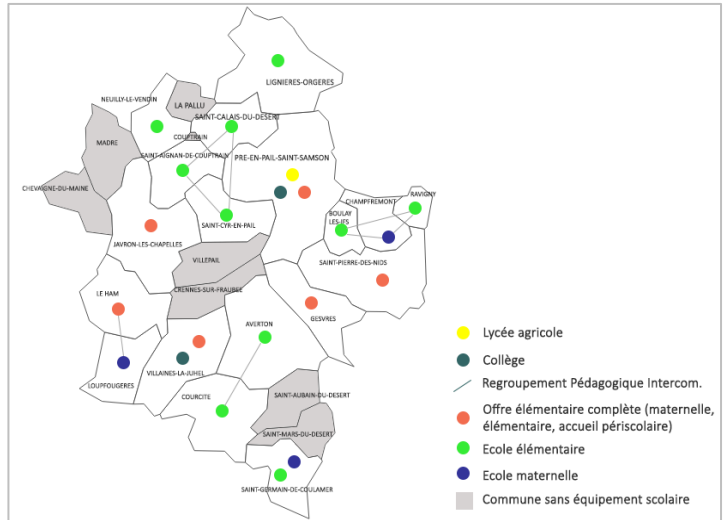 LIGNIERES-ORGERES
NEUILLY-LE-VENDIN
LA PALLU
SAINT-CALAIS-DU-DESERT
COUPTRAIN
MADRE
SAINT-AIGNAN-DE-COUPTRAIN
PRE-EN-PAIL-SAINT-SAMSON
CHEVAIGNE-DU-MAINE
CHAMPFREMONT
RAVIGNY
BOULAY
LES-IFS
SAINT-CYR-EN-PAIL
JAVRON-LES-CHAPELLES
VILLEPAIL
SAINT-PIERRE-DES-NIDS
LE HAM
CRENNES-SUR-FRAUBEE
GESVRES
AVERTON
LOUPFOUGERES
VILLAINES-LA-JUHEL
COURCITE
SAINT-AUBAIN-DU-DESERT
SAINT-MARS-DU-DESERT
SAINT-GERMAIN-DE-COULAMER
Lycée agricole
Collège
Regroupement Pédagogique Intercom.
Offre élémentaire complète (maternelle,
élémentaire, accueil périscolaire)
Ecole élémentaire
Ecole maternelle
Commune sans équipement scolaire